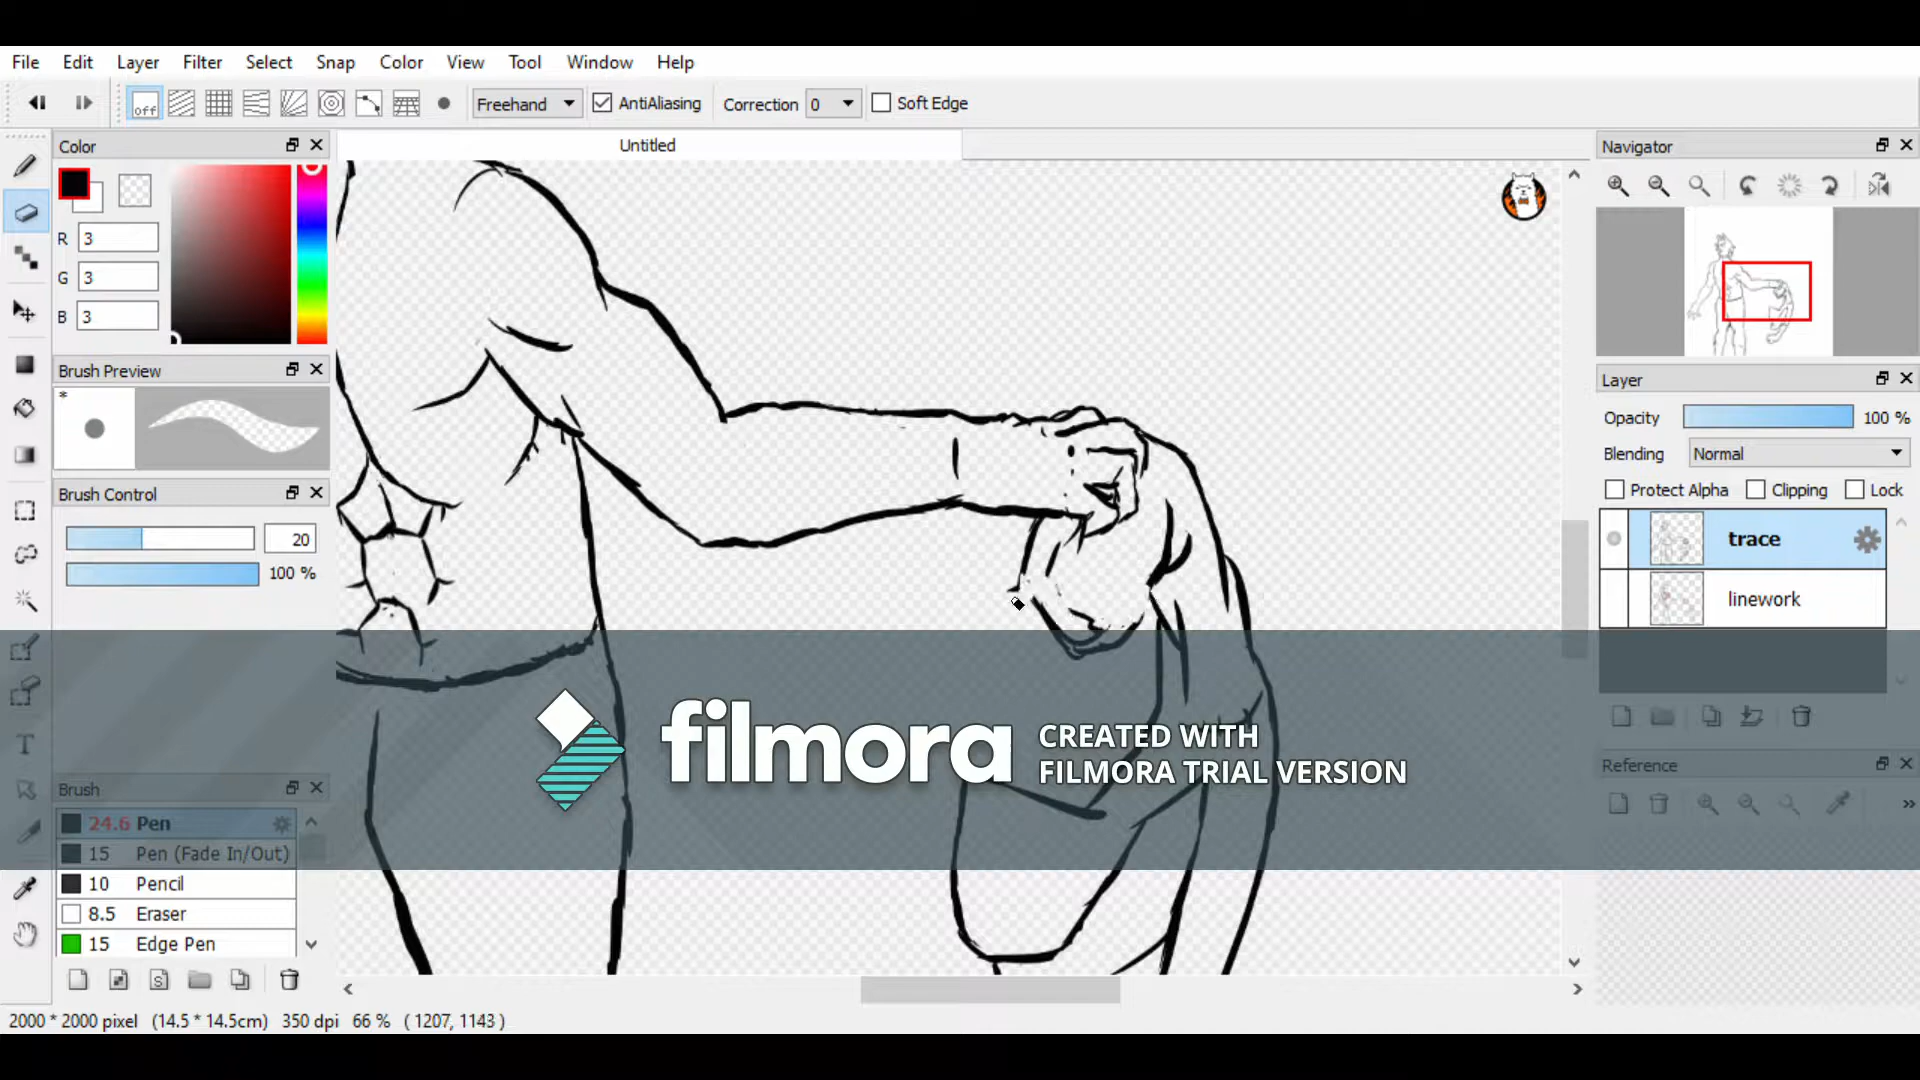 File Edit Layer Filter Select Snap Color View Tool Window Help
off Freehand AntiAliasing Correction 0 Soft Edge
Color
R 3
G 3
B 3
Brush Preview
*
Brush Control
20
100 %
Brush
24.6 Pen
15 Pen (Fade In/Out)
10 Pencil
8.5 Eraser
15 Edge Pen
Untitled
Navigator
Layer
Opacity 100 %
Blending Normal
Protect Alpha Clipping Lock
trace
linework
Reference
T
S
»
filmora
CREATED WITH
FILMORA TRIAL VERSION
2000 * 2000 pixel (14.5 * 14.5cm) 350 dpi 66 % ( 1207, 1143 )